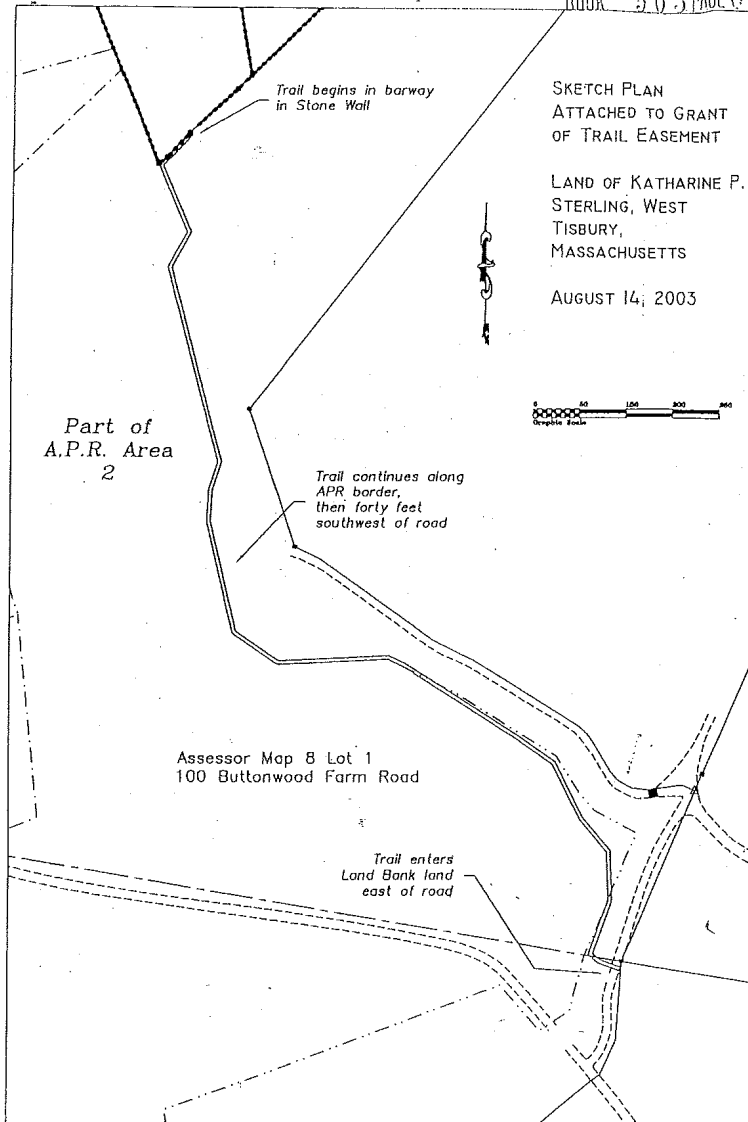 BOOK
Trail begins in barway
in Stone Wall
SKETCH PLAN
ATTACHED TO GRANT
OF TRAIL EASEMENT
LAND OF KATHARINE P.
STERLING, WEST
TISBURY,
MASSACHUSETTS
AUGUST 14, 2003
Graphic Scale
Part of
A.P.R. Area
2
Trail continues along
APR border,
then forty feet
southwest of road
Assessor Map 8 Lot 1
100 Buttonwood Farm Road
Trail enters
Land Bank land
east of road